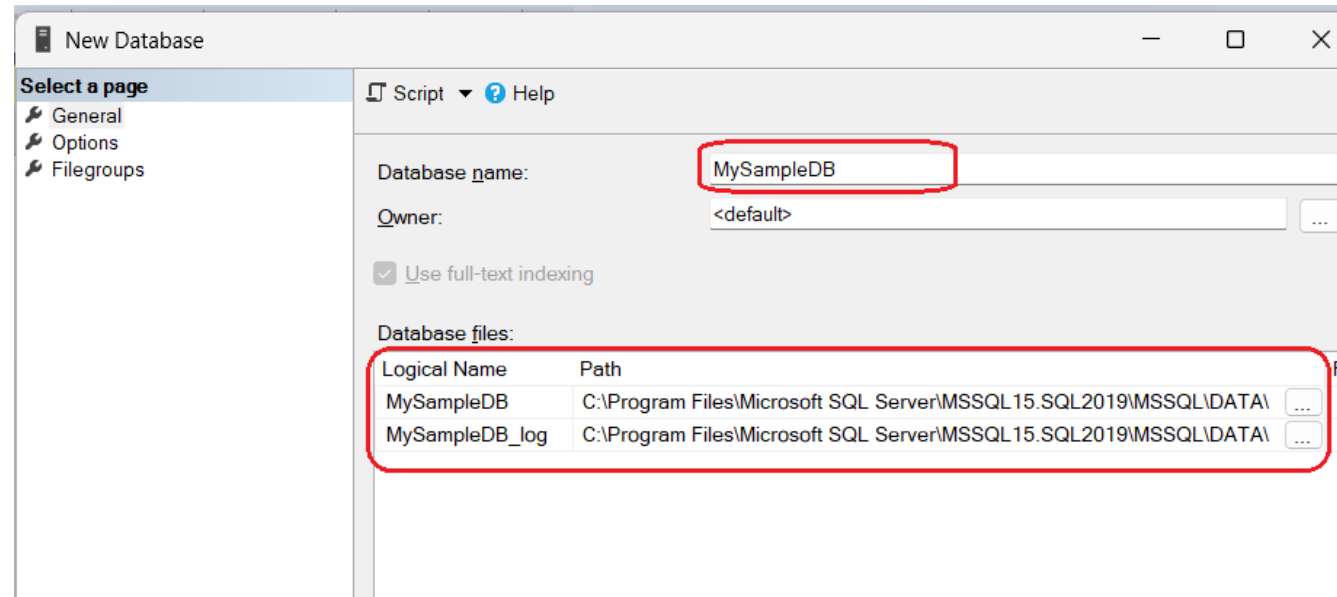 New Database
Select a page
General
Options
Filegroups
Script Help
Database name: MySampleDB
Owner: <default> ...
Use full-text indexing
Database files:
Logical Name Path
MySampleDB C:\Program Files\Microsoft SQL Server\MSSQL15.SQL2019\MSSQL\DATA\ ...
MySampleDB_log C:\Program Files\Microsoft SQL Server\MSSQL15.SQL2019\MSSQL\DATA\ ...